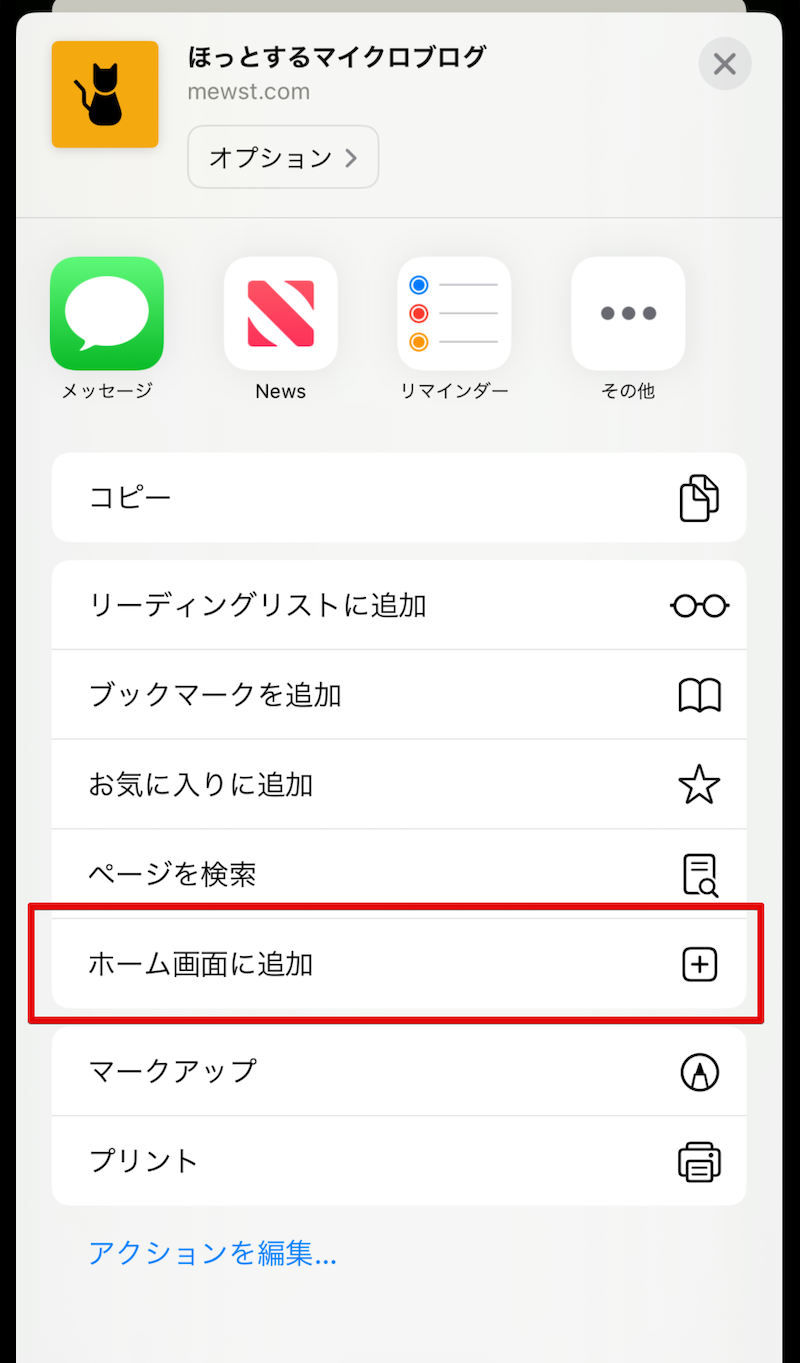 ほっとするマイクロブログ
mewst.com
オプション
メッセージ
News
リマインダー
その他
コピー
リーディングリストに追加
ブックマークを追加
お気に入りに追加
ページを検索
ホーム画面に追加
マークアップ
プリント
アクションを編集...